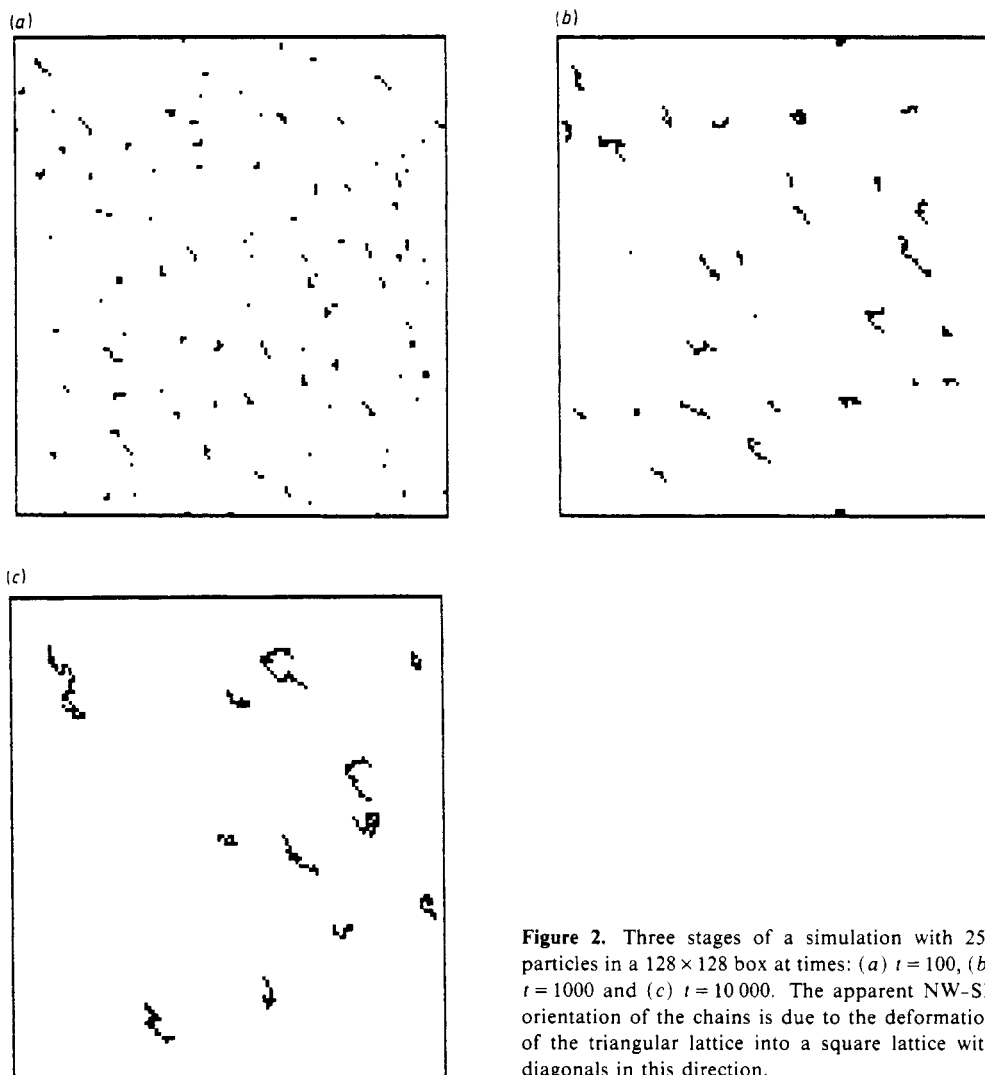 (a)
(b)
(c)
Figure 2. Three stages of a simulation with 25
particles in a 128 × 128 box at times: (a) t = 100, (b
t = 1000 and (c) t = 10 000. The apparent NW–S
orientation of the chains is due to the deformatio
of the triangular lattice into a square lattice wit
diagonals in this direction.